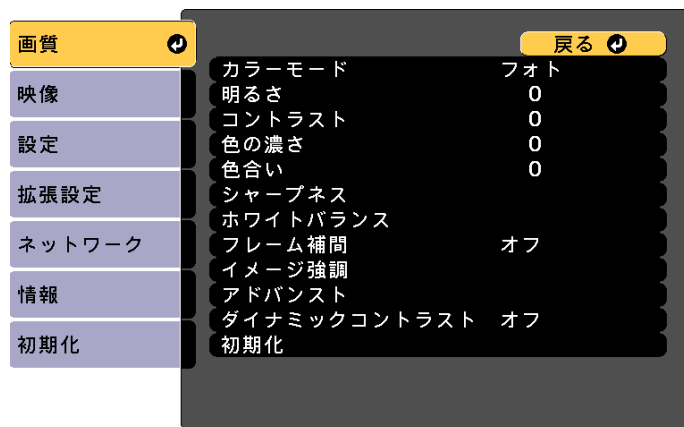 画質
映像
設定
拡張設定
ネットワーク
情報
初期化
戻る
カラーモード フォト
明るさ 0
コントラスト 0
色の濃さ 0
色合い 0
シャープネス
ホワイトバランス
フレーム補間 オフ
イメージ強調
アドバンスト
ダイナミックコントラスト オフ
初期化